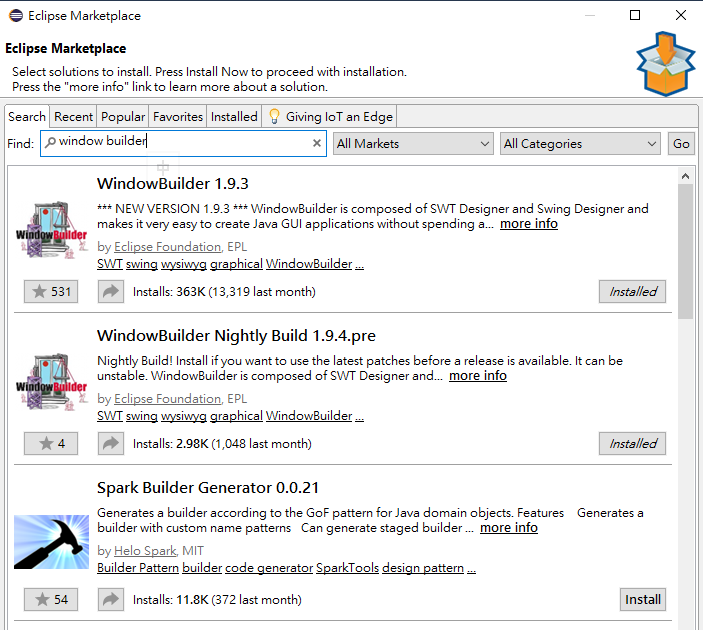 Eclipse Marketplace
Eclipse Marketplace
Select solutions to install. Press Install Now to proceed with installation.
Press the "more info" link to learn more about a solution.
Search Recent Popular Favorites Installed Giving IoT an Edge
Find: window builder All Markets All Categories Go
中
WindowBuilder 1.9.3
*** NEW VERSION 1.9.3 *** WindowBuilder is composed of SWT Designer and Swing Designer and
makes it very easy to create Java GUI applications without spending a... more info
WindowBuilder
by Eclipse Foundation, EPL
SWT swing wysiwyg graphical WindowBuilder ...
531 Installs: 363K (13,319 last month) Installed
WindowBuilder Nightly Build 1.9.4.pre
Nightly Build! Install if you want to use the latest patches before a release is available. It can be
unstable. WindowBuilder is composed of SWT Designer and... more info
WindowBuilder
by Eclipse Foundation, EPL
SWT swing wysiwyg graphical WindowBuilder ...
4 Installs: 2.98K (1,048 last month) Installed
Spark Builder Generator 0.0.21
Generates a builder according to the GoF pattern for Java domain objects. Features Generates a
builder with custom name patterns Can generate staged builder ... more info
by Helo Spark, MIT
Builder Pattern builder code generator SparkTools design pattern ...
54 Installs: 11.8K (372 last month) Install